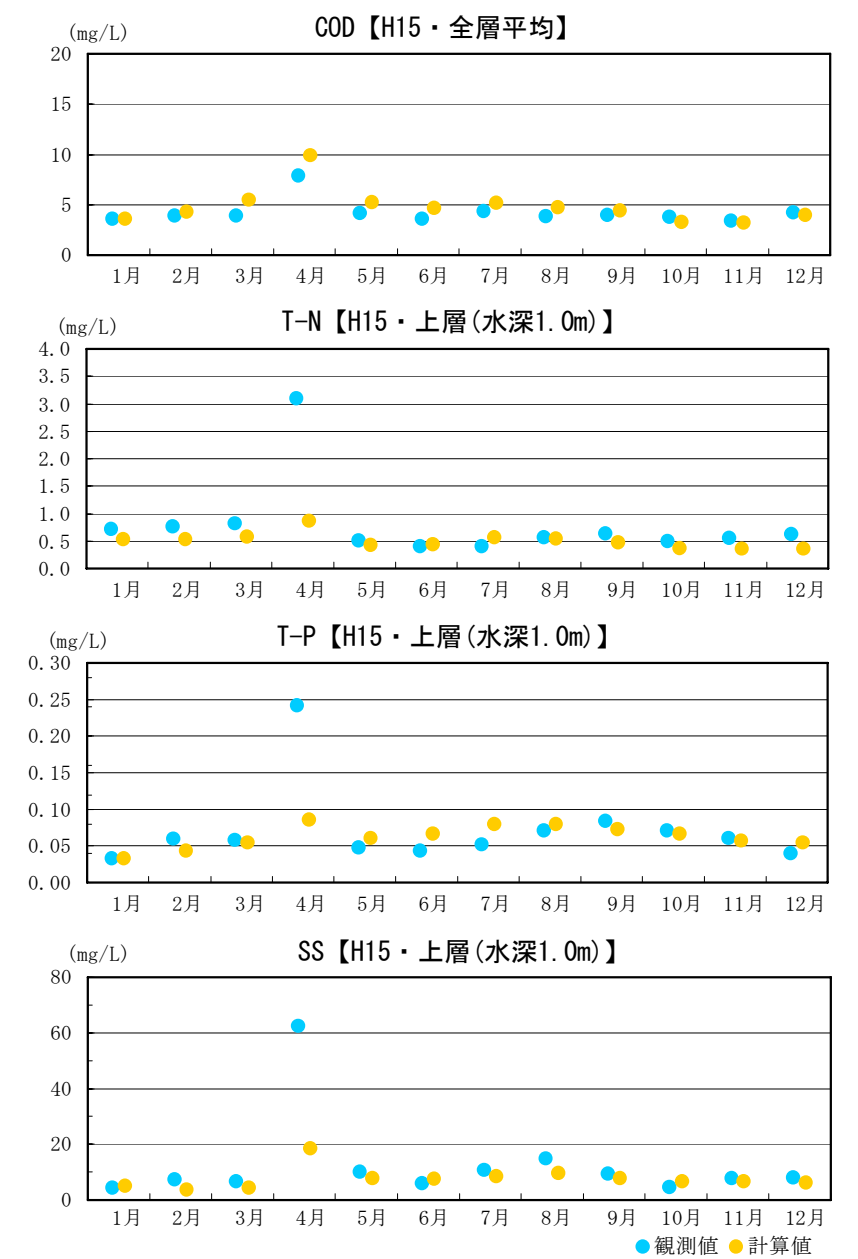 COD【H15・全層平均】
(mg/L)
20
15
10
5
0
1月 2月 3月 4月 5月 6月 7月 8月 9月 10月 11月 12月
T-N【H15・上層(水深1.0m)】
(mg/L)
4.0
3.5
3.0
2.5
2.0
1.5
1.0
0.5
0.0
1月 2月 3月 4月 5月 6月 7月 8月 9月 10月 11月 12月
T-P【H15・上層(水深1.0m)】
(mg/L)
0.30
0.25
0.20
0.15
0.10
0.05
0.00
1月 2月 3月 4月 5月 6月 7月 8月 9月 10月 11月 12月
SS【H15・上層(水深1.0m)】
(mg/L)
80
60
40
20
0
1月 2月 3月 4月 5月 6月 7月 8月 9月 10月 11月 12月
●観測値 ●計算値